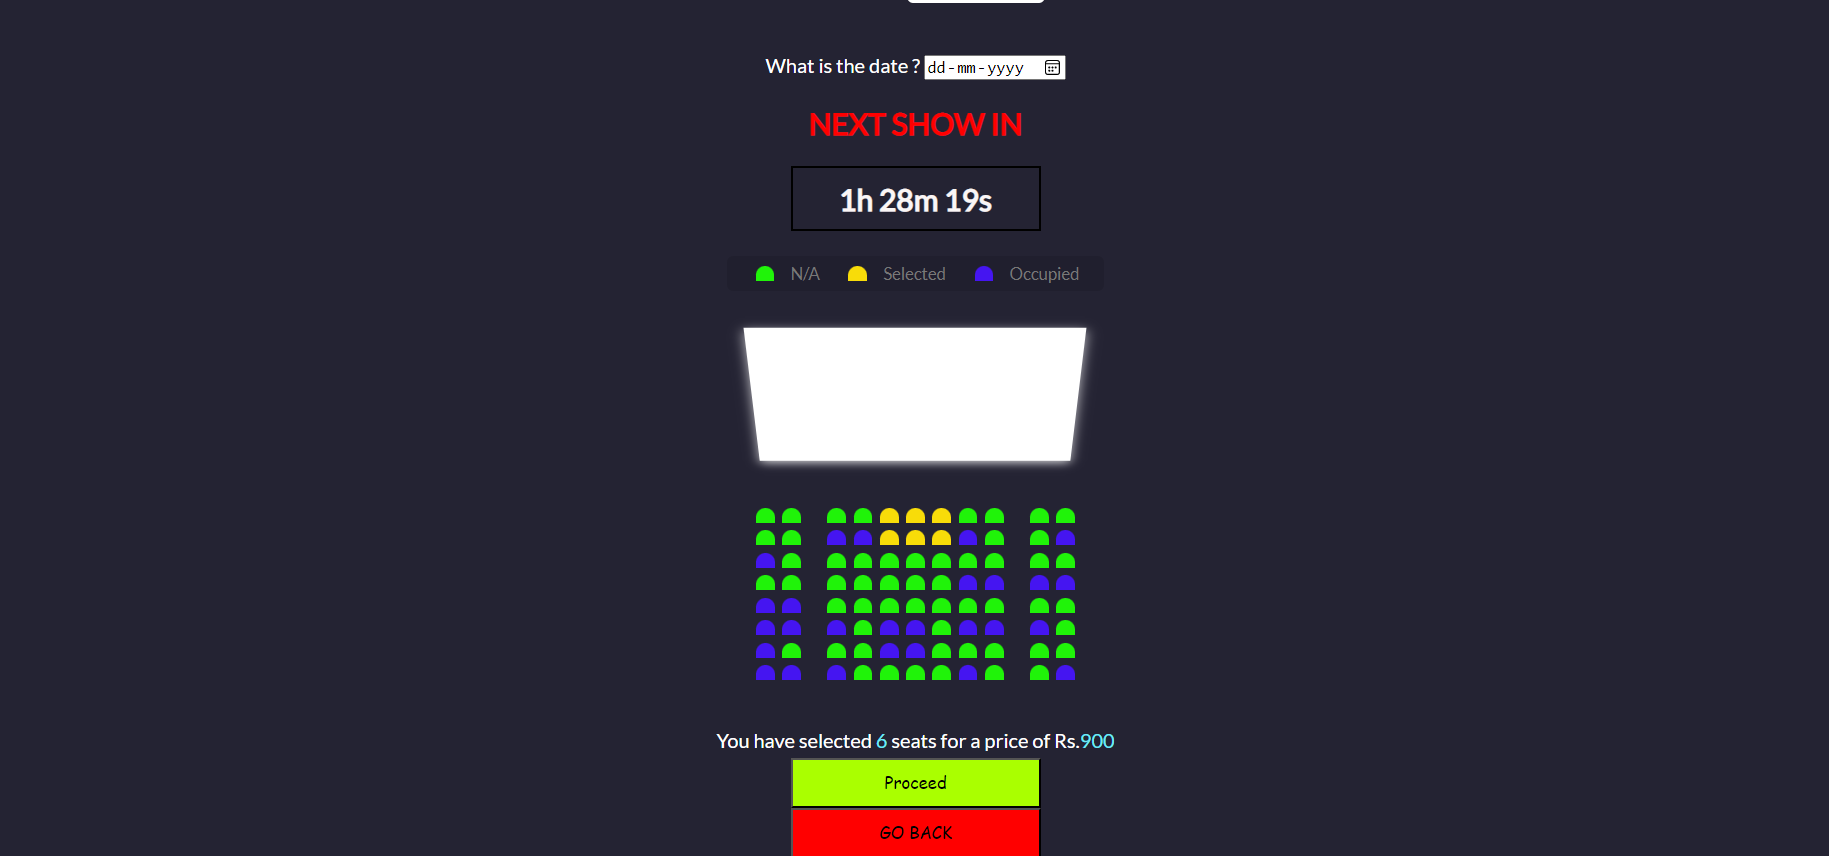 What is the date ? dd-mm-yyyy
NEXT SHOW IN
1h 28m 19s
N/A Selected Occupied
You have selected 6 seats for a price of Rs.900
Proceed
GO BACK